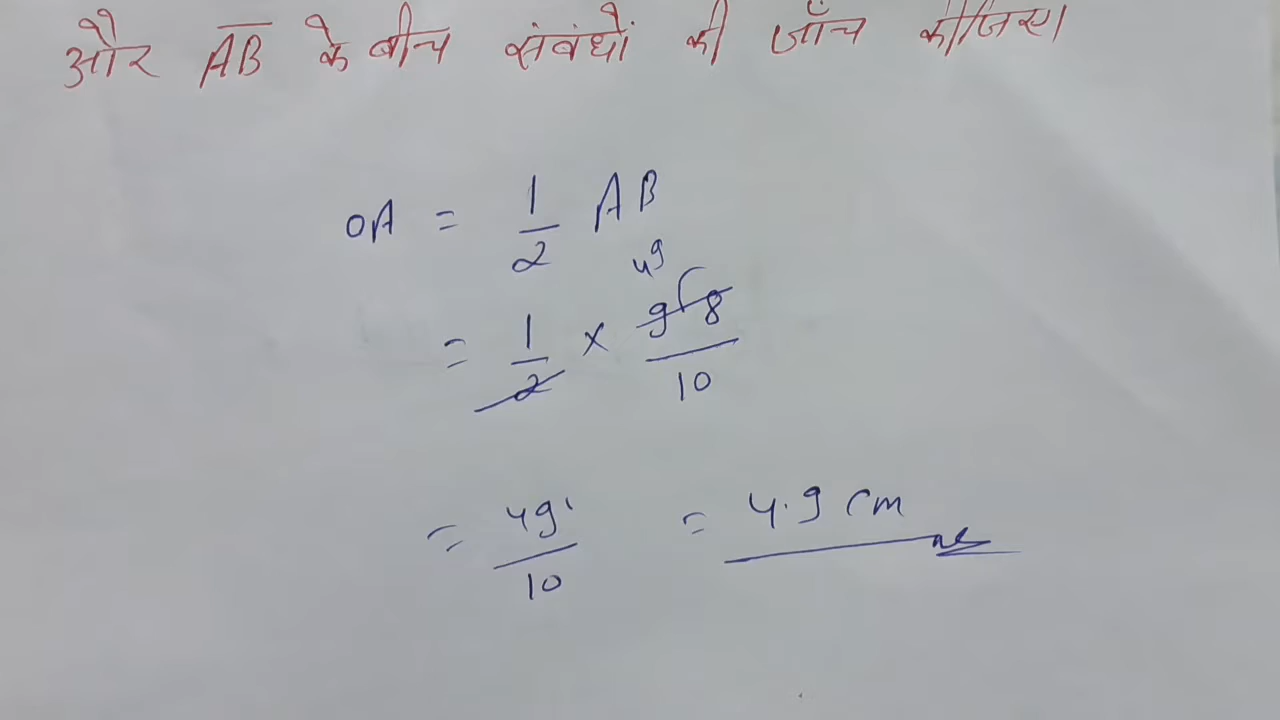 और AB के बीच संबंधों की जाँच कीजिए।
OA = 1/2 AB
= 1/2 × 98/10 49
= 49/10 = 4.9 cm